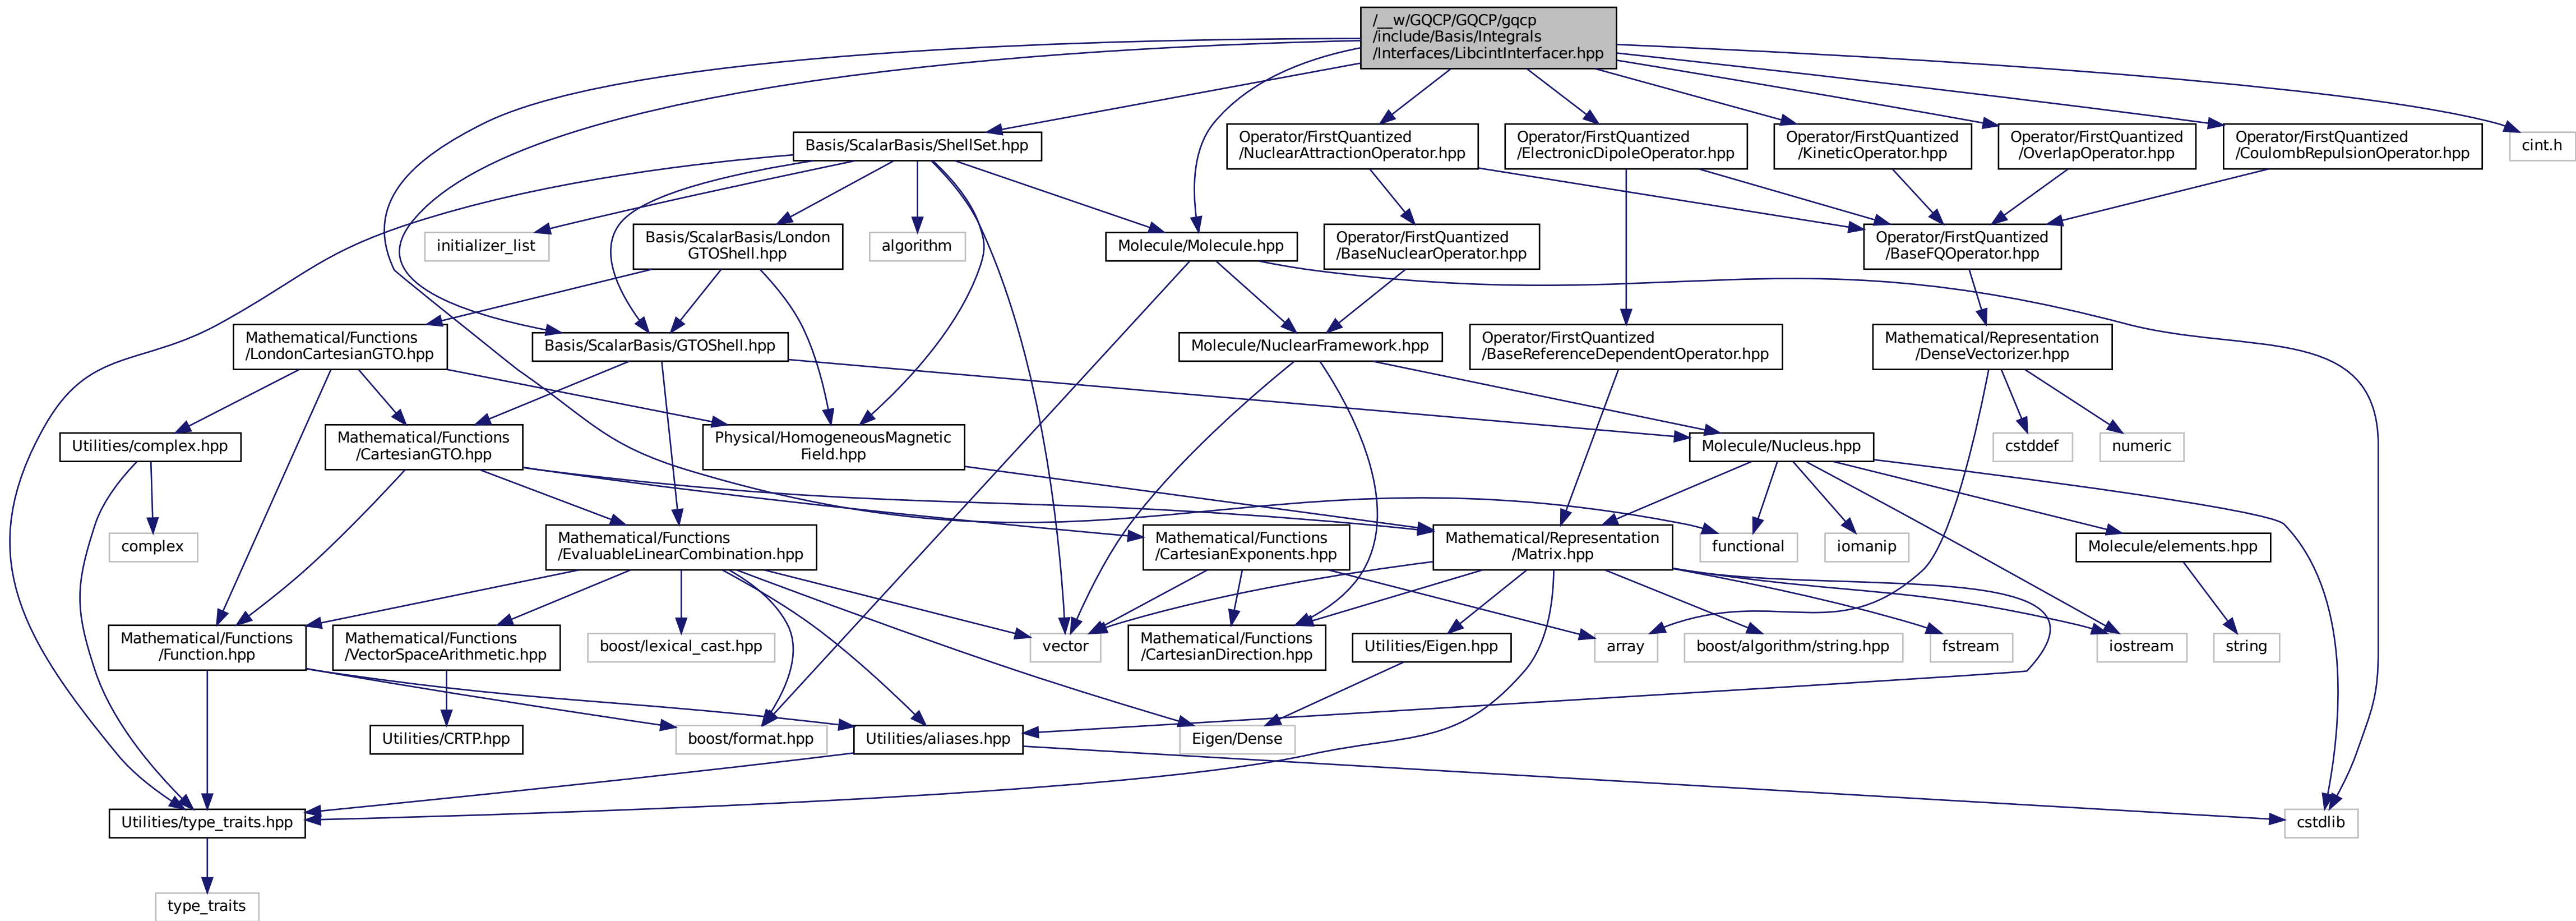 /__w/GQCP/GQCP/gqcp
/include/Basis/Integrals
/Interfaces/LibcintInterfacer.hpp
Basis/ScalarBasis/ShellSet.hpp
Operator/FirstQuantized
/NuclearAttractionOperator.hpp
Operator/FirstQuantized
/ElectronicDipoleOperator.hpp
Operator/FirstQuantized
/KineticOperator.hpp
Operator/FirstQuantized
/OverlapOperator.hpp
Operator/FirstQuantized
/CoulombRepulsionOperator.hpp
cint.h
initializer_list
Basis/ScalarBasis/London
GTOShell.hpp
algorithm
Molecule/Molecule.hpp
Operator/FirstQuantized
/BaseNuclearOperator.hpp
Operator/FirstQuantized
/BaseFQOperator.hpp
Mathematical/Functions
/LondonCartesianGTO.hpp
Basis/ScalarBasis/GTOShell.hpp
Molecule/NuclearFramework.hpp
Operator/FirstQuantized
/BaseReferenceDependentOperator.hpp
Mathematical/Representation
/DenseVectorizer.hpp
Utilities/complex.hpp
Mathematical/Functions
/CartesianGTO.hpp
Physical/HomogeneousMagnetic
Field.hpp
Molecule/Nucleus.hpp
cstddef
numeric
complex
Mathematical/Functions
/EvaluableLinearCombination.hpp
Mathematical/Functions
/CartesianExponents.hpp
Mathematical/Representation
/Matrix.hpp
functional
iomanip
Molecule/elements.hpp
Mathematical/Functions
/Function.hpp
Mathematical/Functions
/VectorSpaceArithmetic.hpp
boost/lexical_cast.hpp
vector
Mathematical/Functions
/CartesianDirection.hpp
Utilities/Eigen.hpp
array
boost/algorithm/string.hpp
fstream
iostream
string
Utilities/CRTP.hpp
boost/format.hpp
Utilities/aliases.hpp
Eigen/Dense
Utilities/type_traits.hpp
cstdlib
type_traits